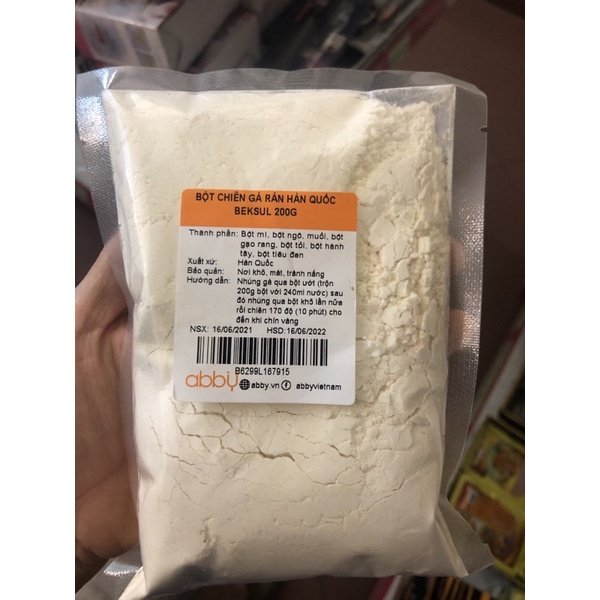 BỘT CHIÊN GÀ RÁN HÀN QUỐC
BEKSUL 200G
Thành phần: Bột mì, bột ngô, muối, bột
gạo rang, bột tỏi, bột hành
tây, bột tiêu đen
Xuất xứ: Hàn Quốc
Bảo quản: Nơi khô, mát, tránh nắng
Hướng dẫn: Nhúng gà qua bột ướt (trộn
200g bột với 240ml nước) sau
đó nhúng qua bột khô lần nữa
rồi chiên 170 độ (10 phút) cho
đến khi chín vàng
NSX: 16/06/2021 HSD:16/06/2022
B6299L167915
abby abby.vn f abbyvietnam